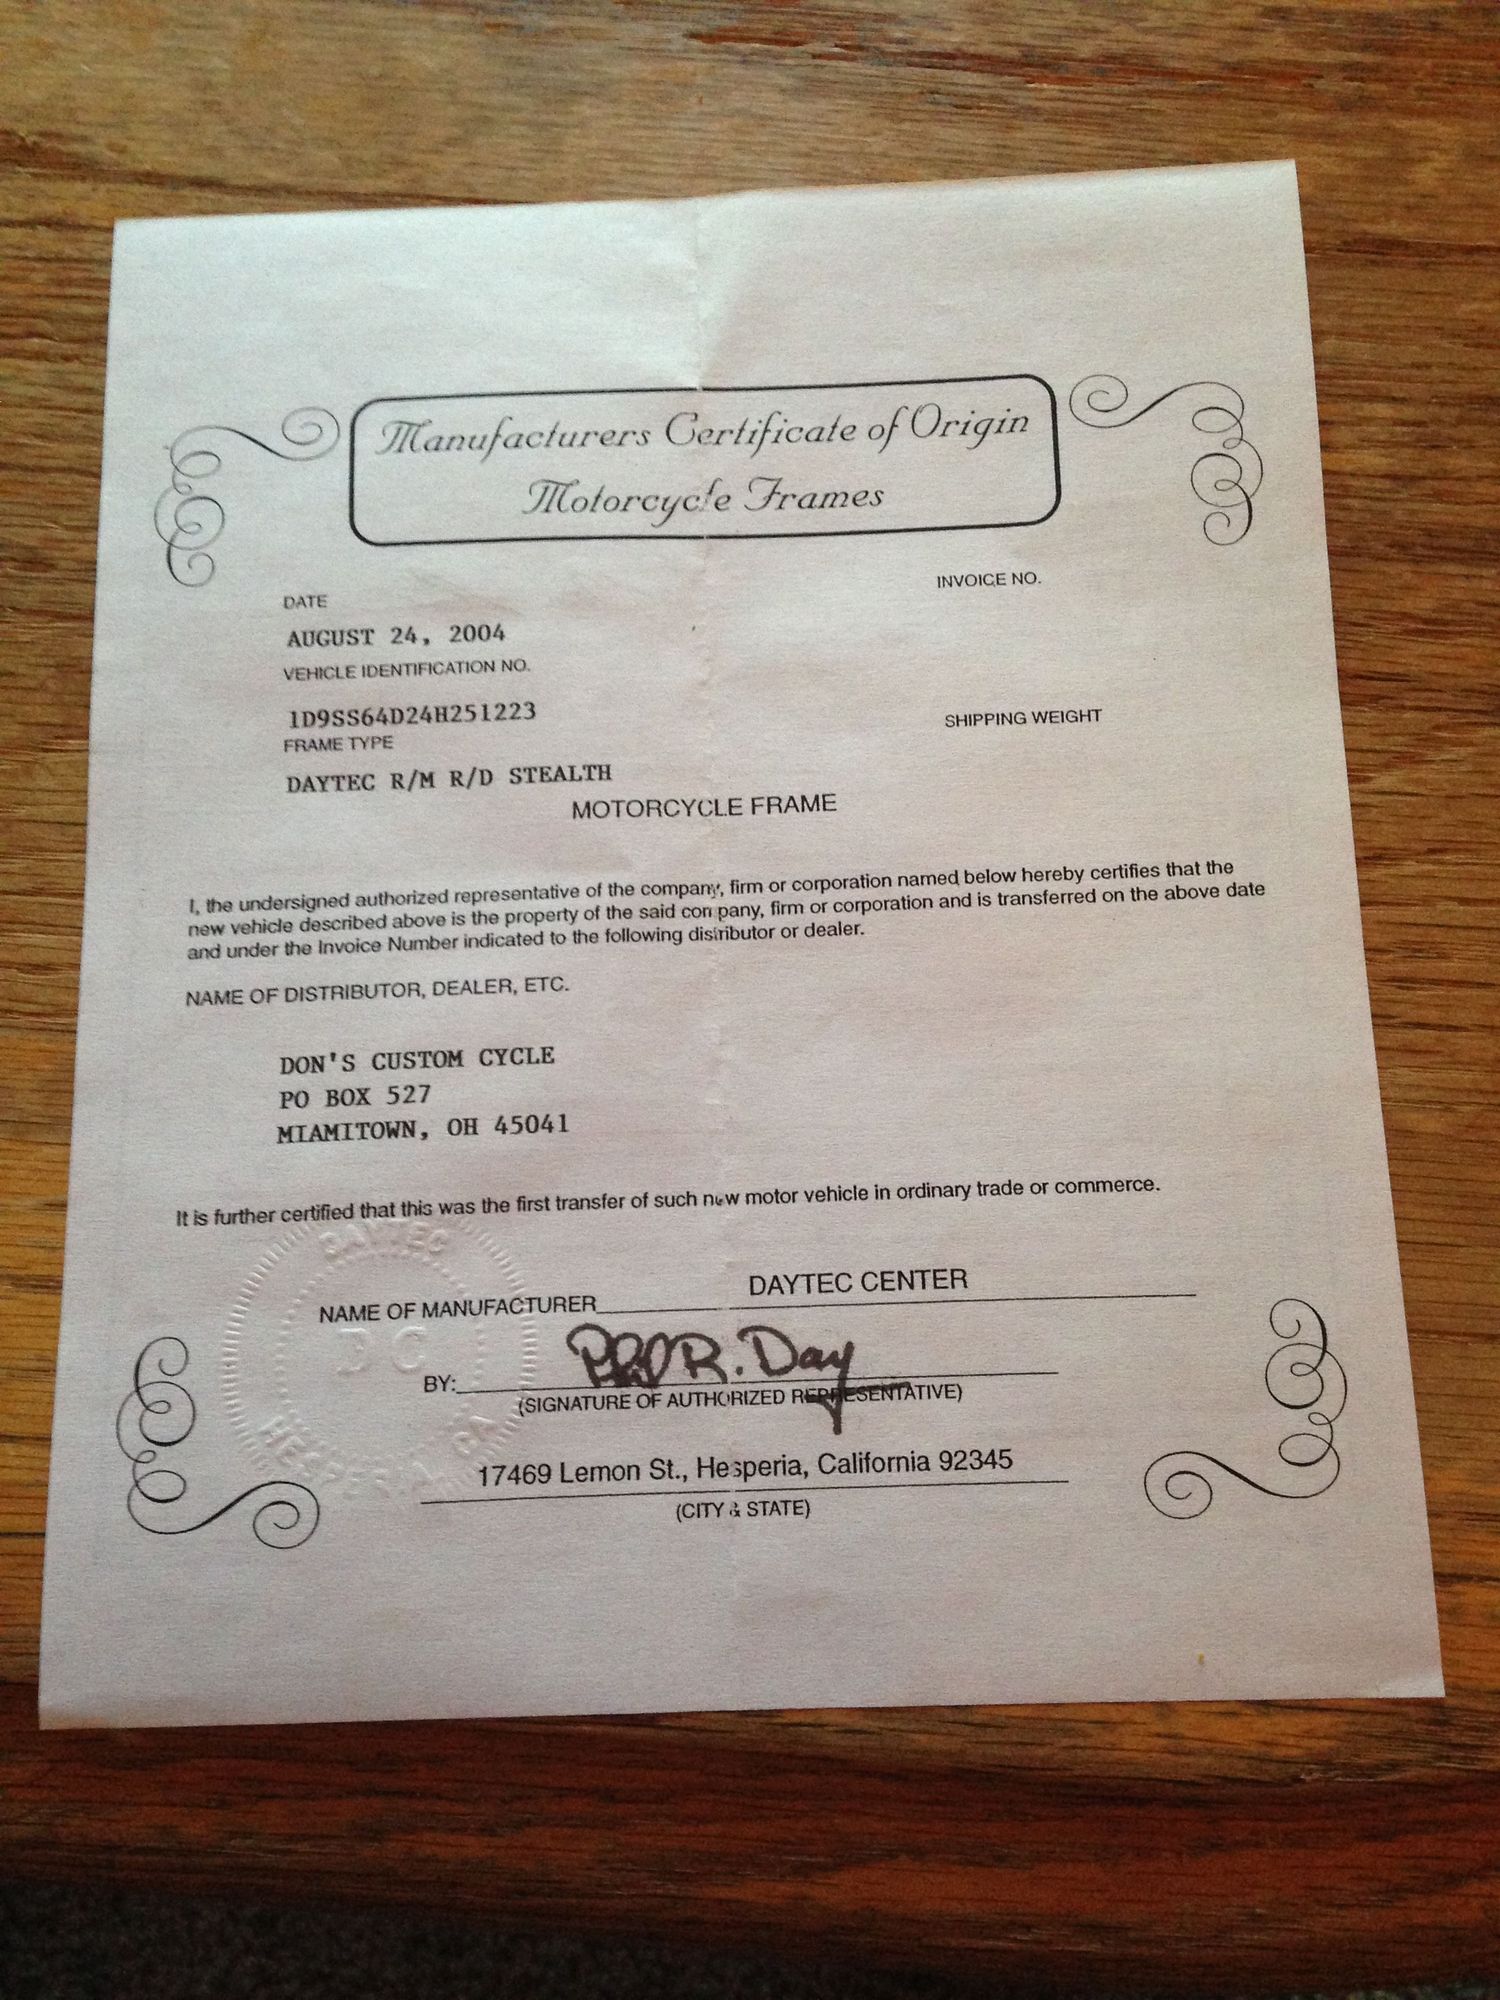 Manufacturers Certificate of Origin
Motorcycle Frames
INVOICE NO.
DATE
AUGUST 24, 2004
VEHICLE IDENTIFICATION NO.
1D9SS64D24H251223
SHIPPING WEIGHT
FRAME TYPE
DAYTEC R/M R/D STEALTH
MOTORCYCLE FRAME
I, the undersigned authorized representative of the company, firm or corporation named below hereby certifies that the
new vehicle described above is the property of the said company, firm or corporation and is transferred on the above date
and under the Invoice Number indicated to the following distributor or dealer.
NAME OF DISTRIBUTOR, DEALER, ETC.
DON'S CUSTOM CYCLE
PO BOX 527
MIAMITOWN, OH 45041
It is further certified that this was the first transfer of such new motor vehicle in ordinary trade or commerce.
DAYTEC
NAME OF MANUFACTURER DAYTEC CENTER
D C
BY: Phil R. Day
(SIGNATURE OF AUTHORIZED REPRESENTATIVE)
HESPERIA, CA
17469 Lemon St., Hesperia, California 92345
(CITY & STATE)